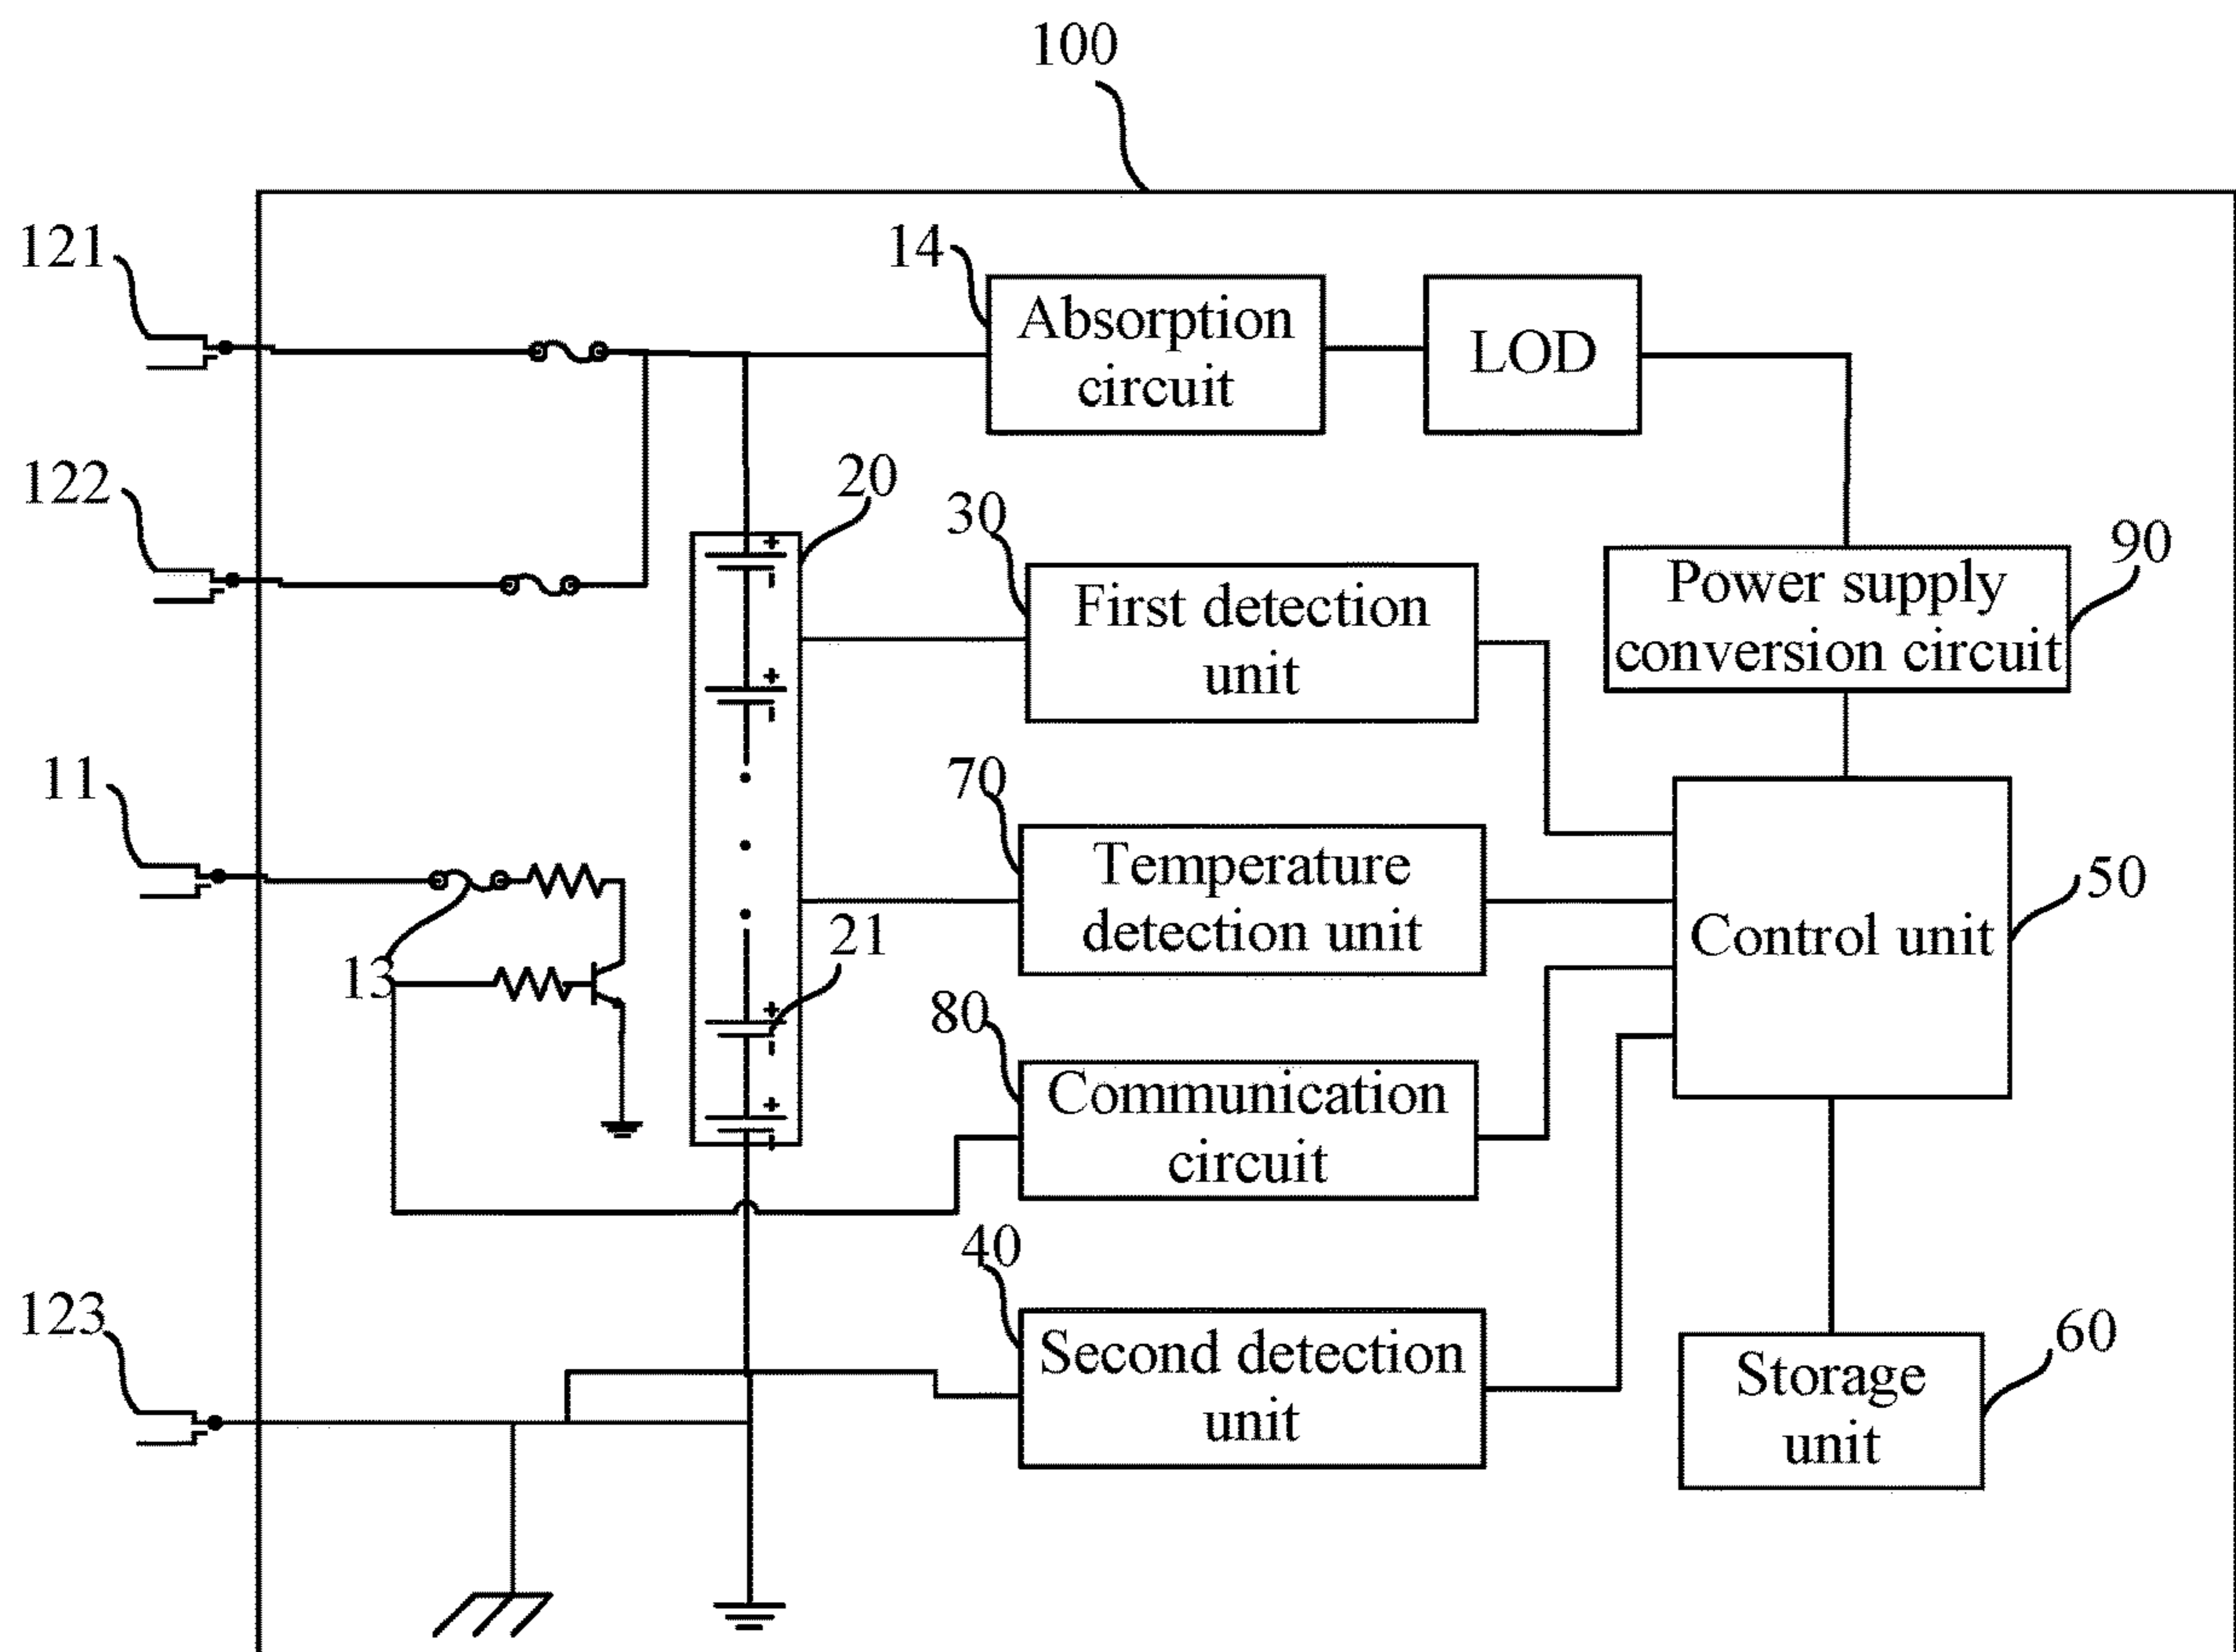 100
121
14
Absorption
circuit
LOD
122
20
30
First detection
unit
90
Power supply
conversion circuit
11
70
Temperature
detection unit
50
Control unit
13
21
80
Communication
circuit
123
40
Second detection
unit
60
Storage
unit